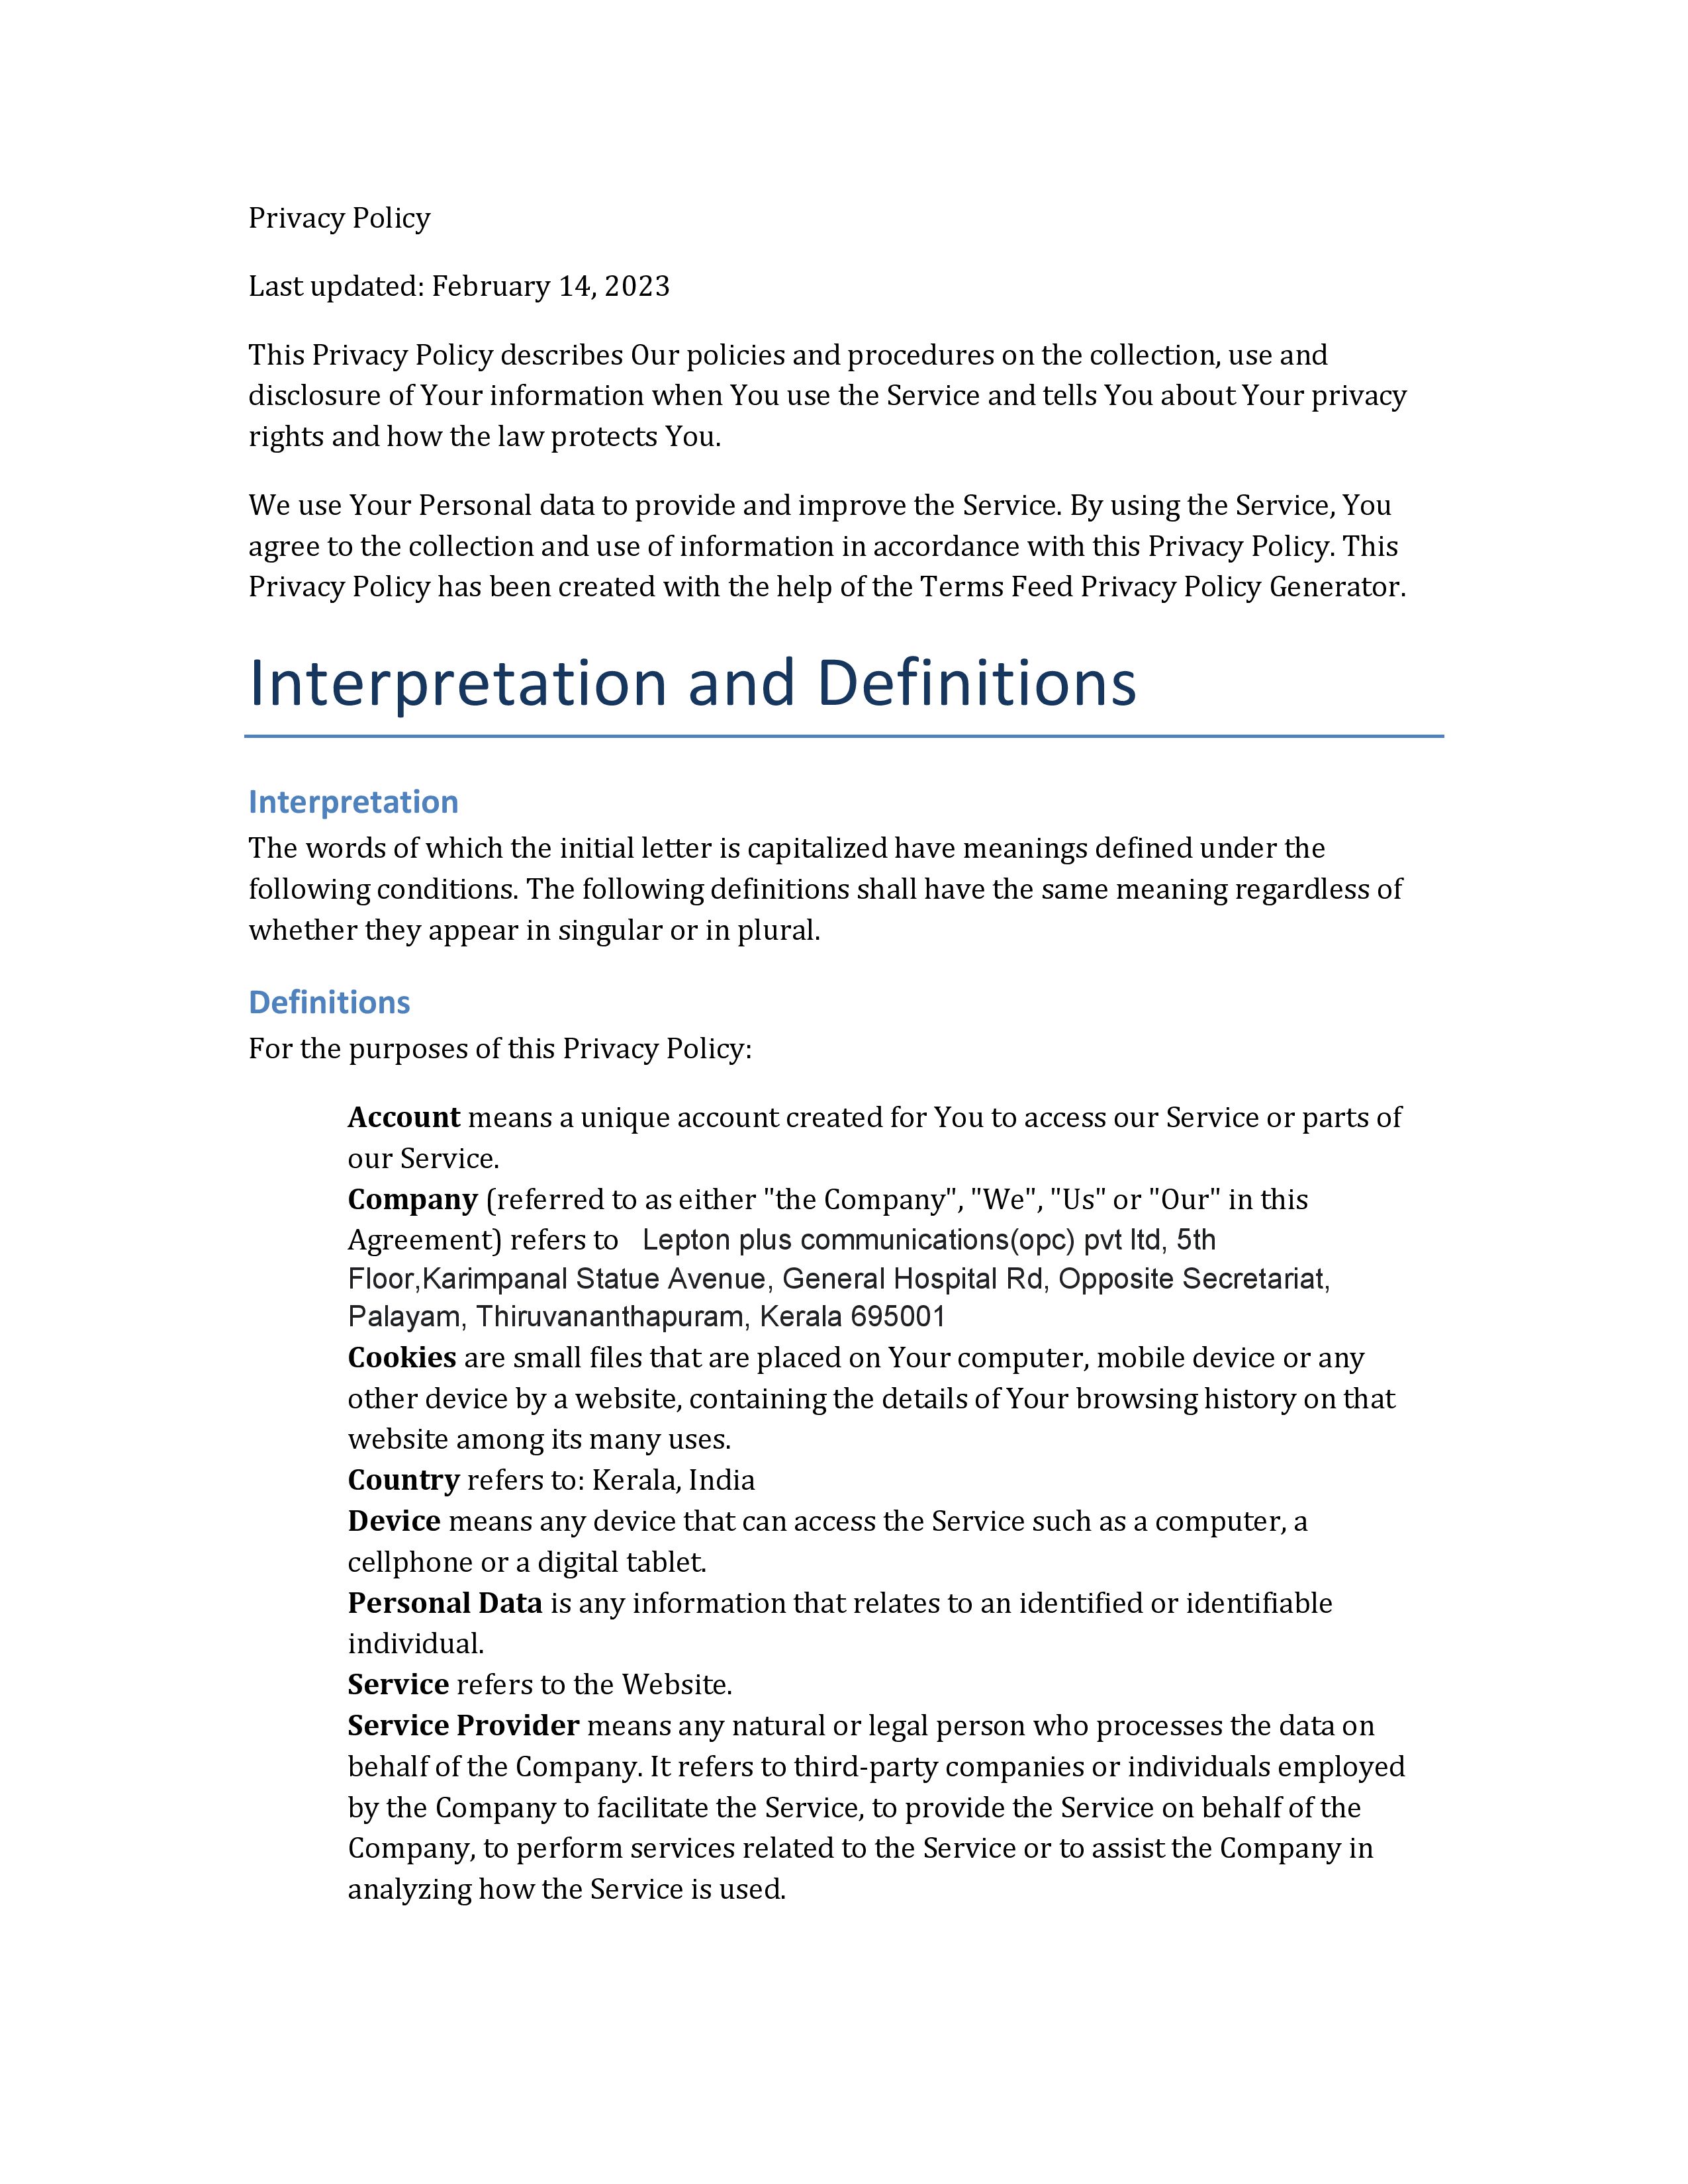 Privacy Policy
Last updated: February 14, 2023
This Privacy Policy describes Our policies and procedures on the collection, use and
disclosure of Your information when You use the Service and tells You about Your privacy
rights and how the law protects You.
We use Your Personal data to provide and improve the Service. By using the Service, You
agree to the collection and use of information in accordance with this Privacy Policy. This
Privacy Policy has been created with the help of the Terms Feed Privacy Policy Generator.
Interpretation and Definitions
Interpretation
The words of which the initial letter is capitalized have meanings defined under the
following conditions. The following definitions shall have the same meaning regardless of
whether they appear in singular or in plural.
Definitions
For the purposes of this Privacy Policy:
Account means a unique account created for You to access our Service or parts of
our Service.
Company (referred to as either "the Company", "We", "Us" or "Our" in this
Agreement) refers to Lepton plus communications(opc) pvt ltd, 5th
Floor,Karimpanal Statue Avenue, General Hospital Rd, Opposite Secretariat,
Palayam, Thiruvananthapuram, Kerala 695001
Cookies are small files that are placed on Your computer, mobile device or any
other device by a website, containing the details of Your browsing history on that
website among its many uses.
Country refers to: Kerala, India
Device means any device that can access the Service such as a computer, a
cellphone or a digital tablet.
Personal Data is any information that relates to an identified or identifiable
individual.
Service refers to the Website.
Service Provider means any natural or legal person who processes the data on
behalf of the Company. It refers to third-party companies or individuals employed
by the Company to facilitate the Service, to provide the Service on behalf of the
Company, to perform services related to the Service or to assist the Company in
analyzing how the Service is used.